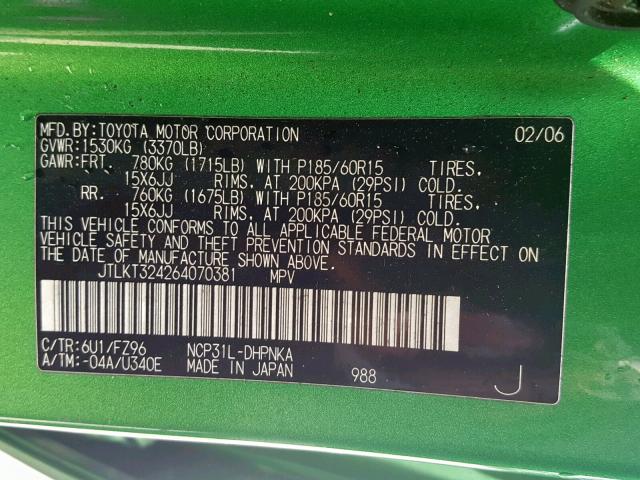 MFD.BY:TOYOTA MOTOR CORPORATION 02/06
GVWR:1530KG (3370LB)
GAWR:FRT. 780KG (1715LB) WITH P185/60R15 TIRES,
15X6JJ RIMS, AT 200KPA (29PSI) COLD.
RR. 760KG (1675LB) WITH P185/60R15 TIRES,
15X6JJ RIMS, AT 200KPA (29PSI) COLD.
THIS VEHICLE CONFORMS TO ALL APPLICABLE FEDERAL MOTOR
VEHICLE SAFETY AND THEFT PREVENTION STANDARDS IN EFFECT ON
THE DATE OF MANUFACTURE SHOWN ABOVE.
JTLKT324264070381 MPV
C/TR:6U1/FZ96 NCP31L-DHPNKA
A/TM:-04A/U340E MADE IN JAPAN 988 J